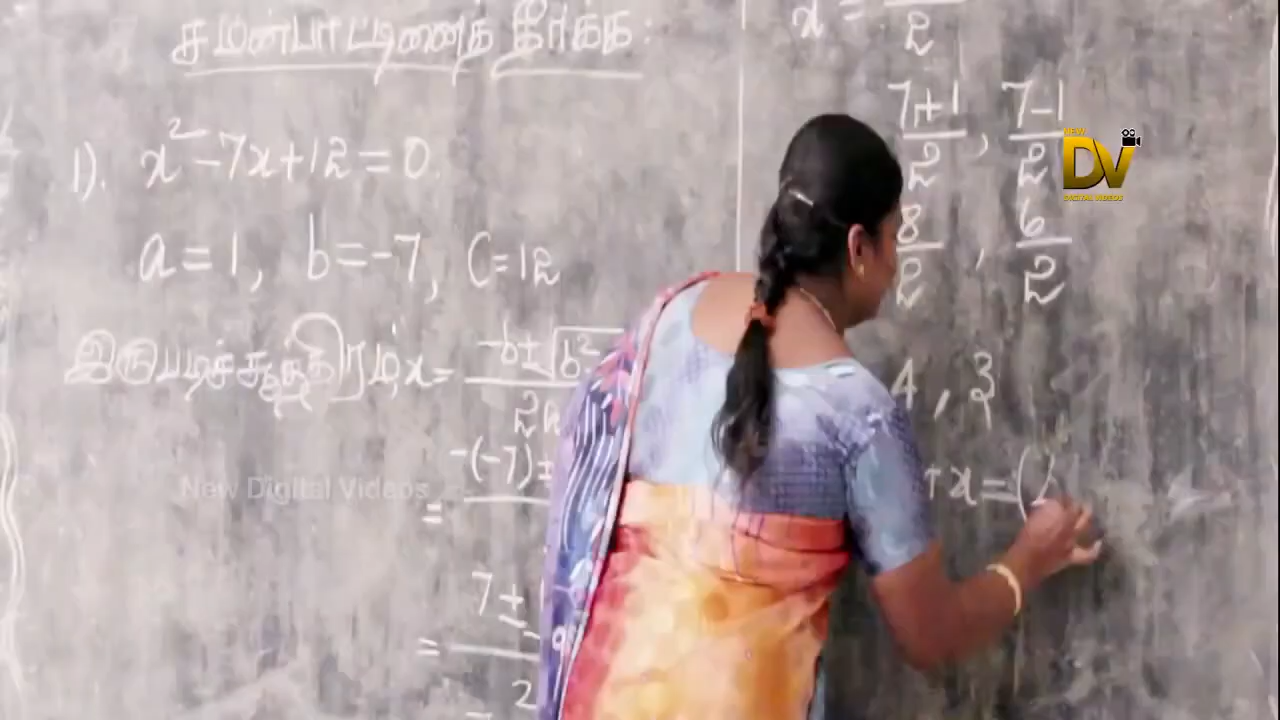 சமன்பாட்டினைத் தீர்க்க:
1). x² - 7x + 12 = 0.
a = 1, b = -7, C = 12
இருபடிச் சூத்திரம் x = -b ± √b²
2a
= -(-7) ±
= 7 ±
2
x =
2
7+1/2 , 7-1/2
8/2 , 6/2
4 , 3
x = (
NEW
DV
DIGITAL VIDEOS
New Digital Videos